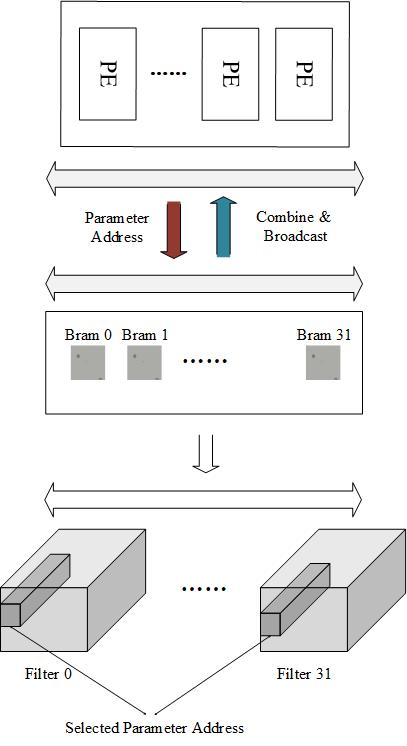 PE ...... PE PE
Parameter
Address
Combine &
Broadcast
Bram 0 Bram 1 ...... Bram 31
......
Filter 0 Filter 31
Selected Parameter Address